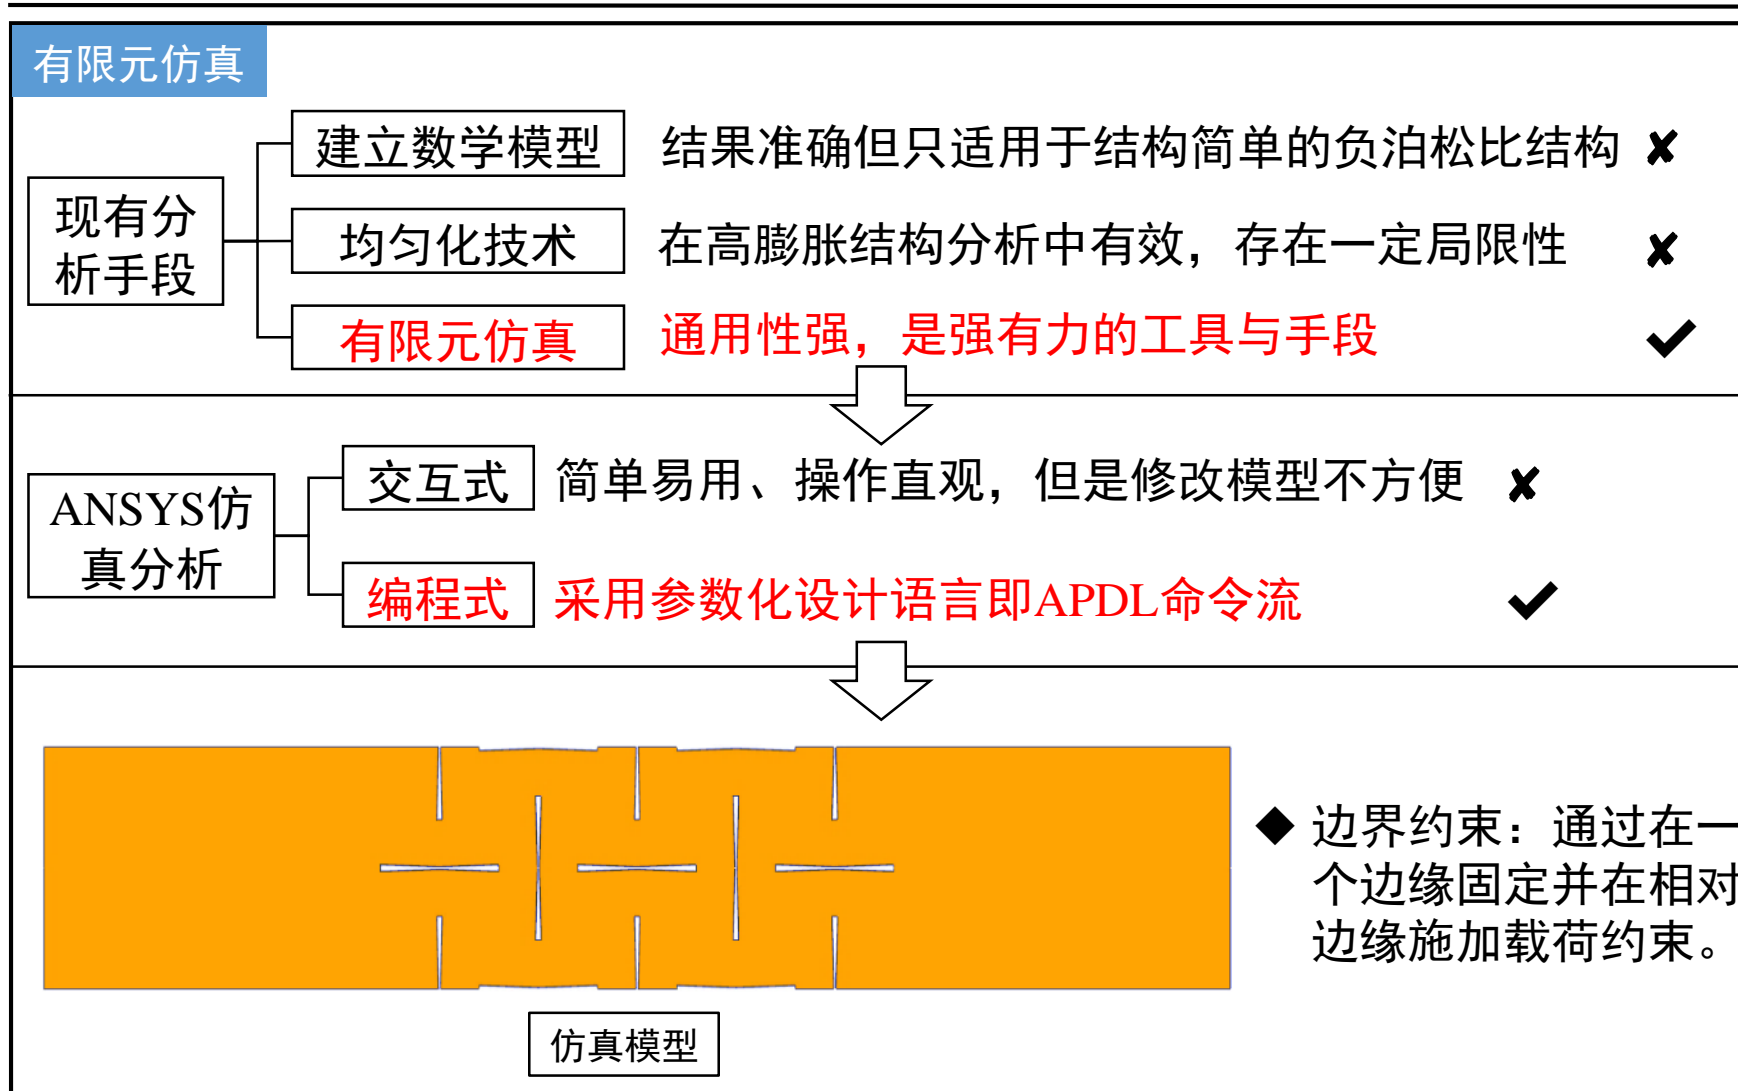 有限元仿真
现有分
析手段
建立数学模型
结果准确但只适用于结构简单的负泊松比结构 ✘
均匀化技术
在高膨胀结构分析中有效，存在一定局限性 ✘
有限元仿真
通用性强，是强有力的工具与手段 ✔
ANSYS仿
真分析
交互式
简单易用、操作直观，但是修改模型不方便 ✘
编程式
采用参数化设计语言即APDL命令流 ✔
◆ 边界约束：通过在一
个边缘固定并在相对
边缘施加载荷约束。
仿真模型